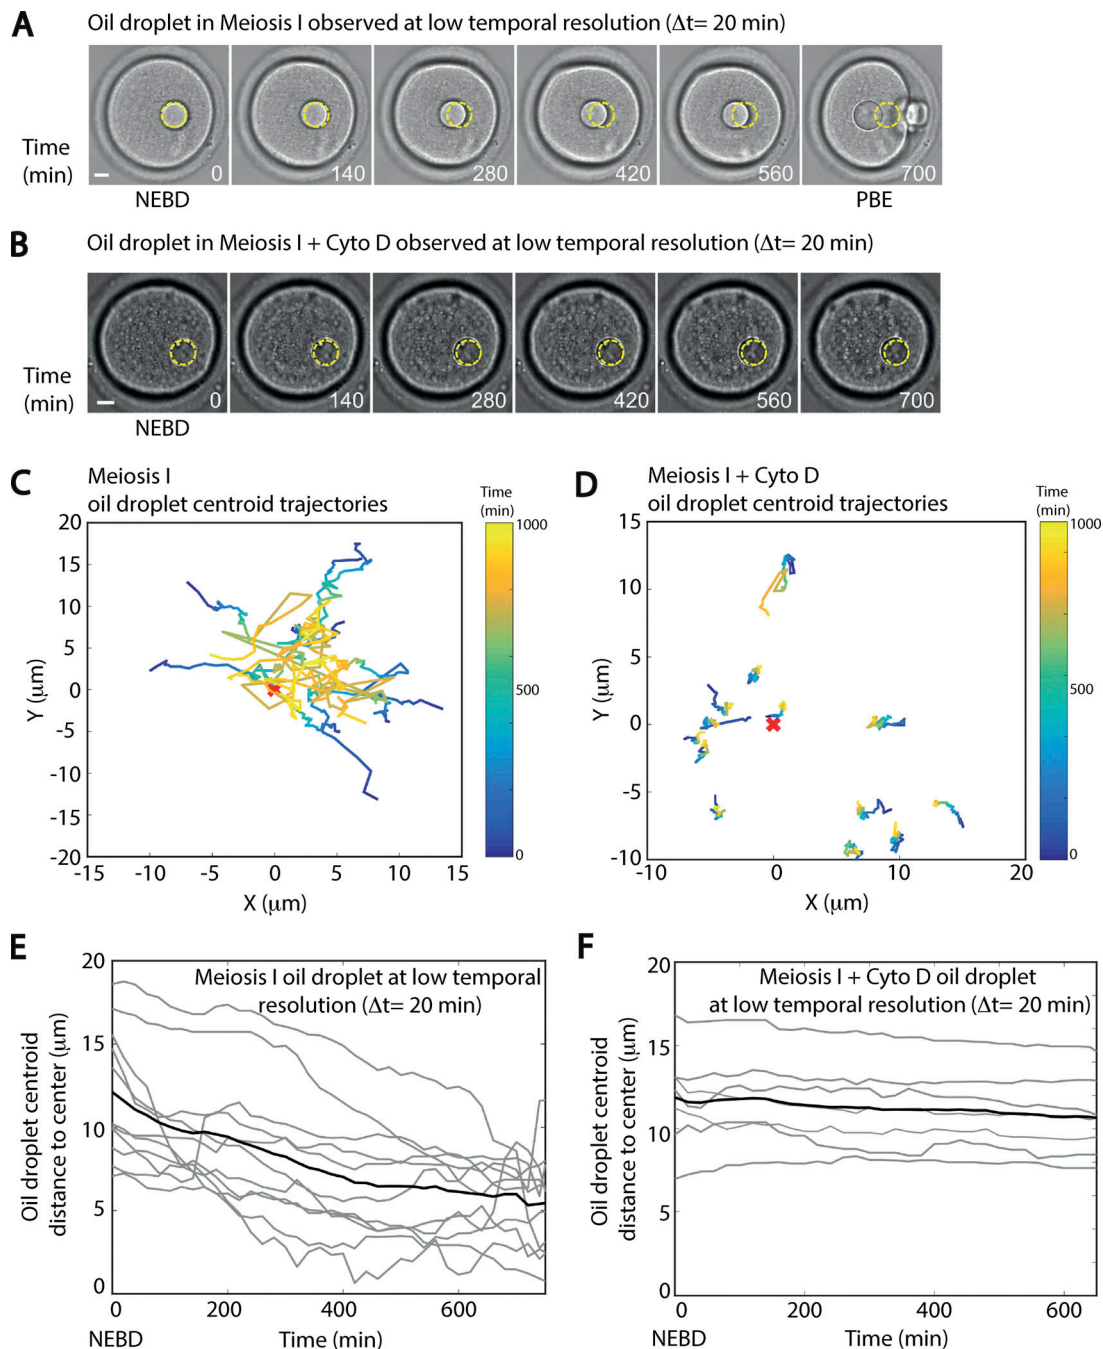 A
Oil droplet in Meiosis I observed at low temporal resolution (Δt= 20 min)
Time
(min)
0
140
280
420
560
700
NEBD
PBE
B
Oil droplet in Meiosis I + Cyto D observed at low temporal resolution (Δt= 20 min)
Time
(min)
0
140
280
420
560
700
NEBD
C
Meiosis I
oil droplet centroid trajectories
Time
(min)
1000
500
0
20
15
10
5
0
-5
-10
-15
-20
Y (μm)
-15
-10
-5
0
5
10
15
X (μm)
D
Meiosis I + Cyto D
oil droplet centroid trajectories
Time
(min)
1000
500
0
15
10
5
0
-5
-10
Y (μm)
-10
0
10
20
X (μm)
E
Meiosis I oil droplet at low temporal
resolution (Δt= 20 min)
20
15
10
5
0
Oil droplet centroid
distance to center (μm)
0
200
400
600
NEBD
Time (min)
F
Meiosis I + Cyto D oil droplet
at low temporal resolution (Δt= 20 min)
20
15
10
5
0
Oil droplet centroid
distance to center (μm)
0
200
400
600
NEBD
Time (min)